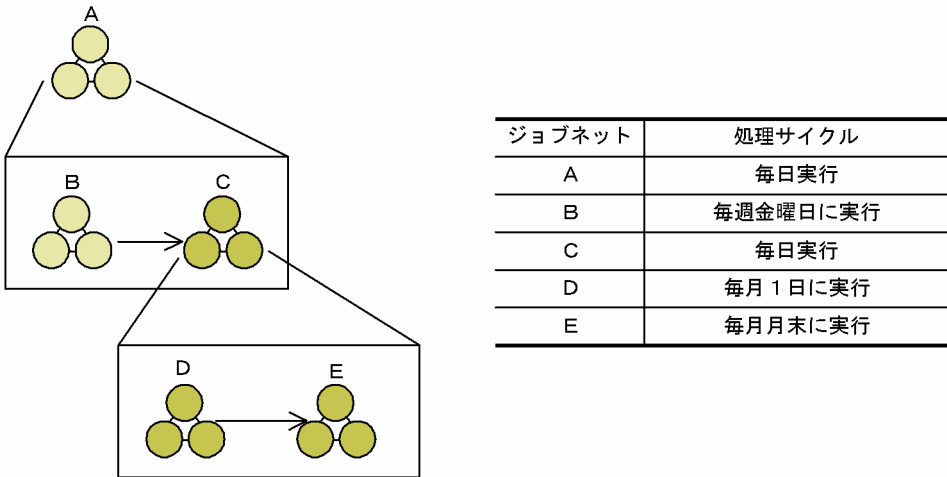 A
B
C
D
E
ジョブネット 処理サイクル
A 毎日実行
B 毎週金曜日に実行
C 毎日実行
D 毎月1日に実行
E 毎月月末に実行